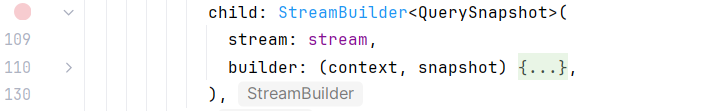 child: StreamBuilder<QuerySnapshot>(
109 stream: stream,
110 builder: (context, snapshot) {...},
130 ), StreamBuilder